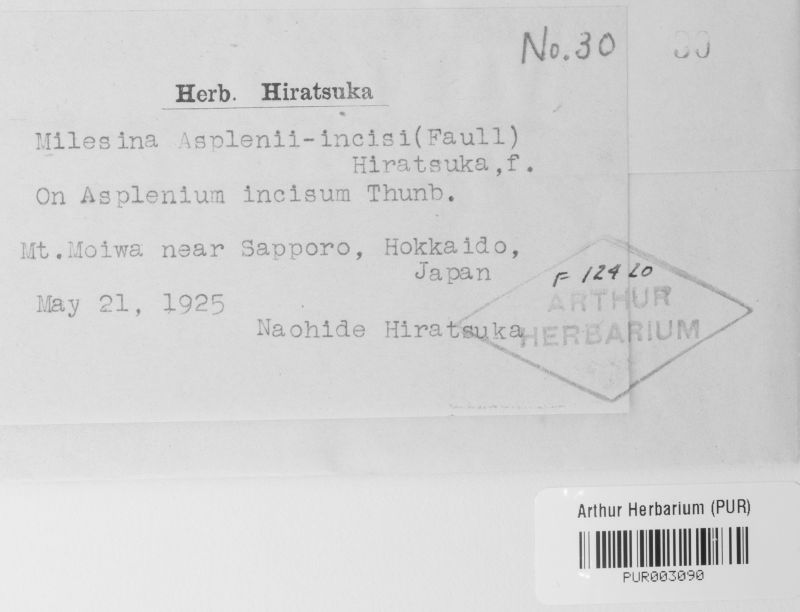 No.30
30
Herb. Hiratsuka
Milesina Asplenii-incisi(Faull)
Hiratsuka,f.
On Asplenium incisum Thunb.
Mt.Moiwa near Sapporo, Hokkaido,
Japan
May 21, 1925
Naohide Hiratsuka
F 12420
ARTHUR
HERBARIUM
Arthur Herbarium (PUR)
PUR003090